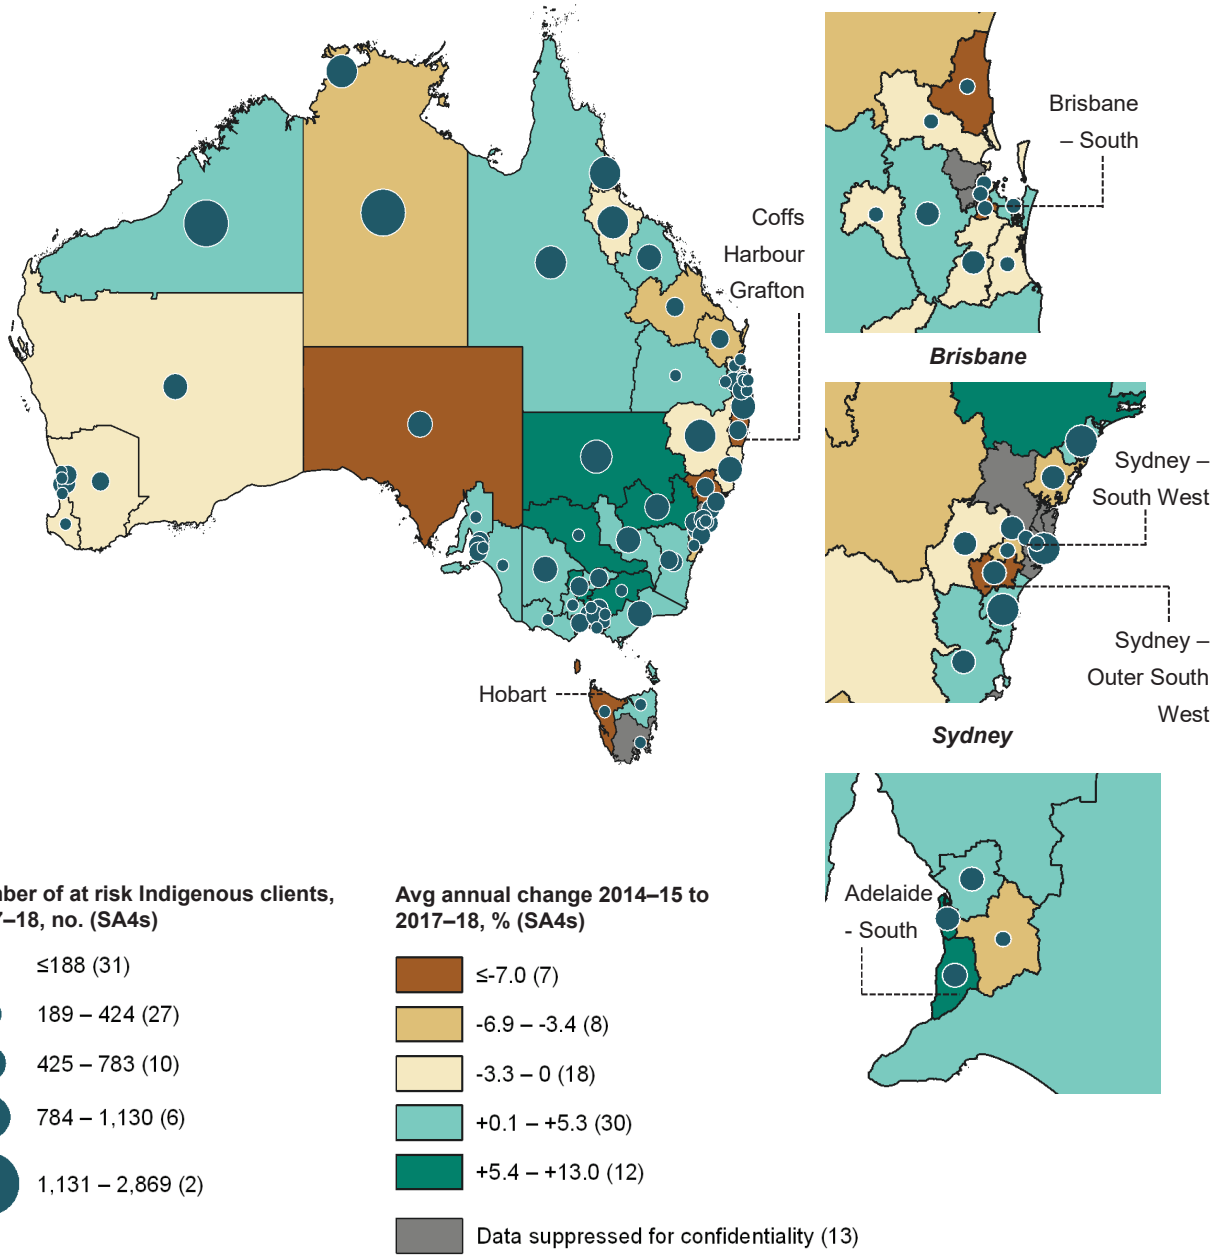 Brisbane
– South
Coffs
Harbour
Grafton
Brisbane
Sydney –
South West
Sydney –
Outer South
West
Sydney
Hobart
Adelaide
- South
of at risk Indigenous clients,
–18, no. (SA4s)
≤188 (31)
189 – 424 (27)
425 – 783 (10)
784 – 1,130 (6)
1,131 – 2,869 (2)
Avg annual change 2014–15 to
2017–18, % (SA4s)
≤-7.0 (7)
-6.9 – -3.4 (8)
-3.3 – 0 (18)
+0.1 – +5.3 (30)
+5.4 – +13.0 (12)
Data suppressed for confidentiality (13)